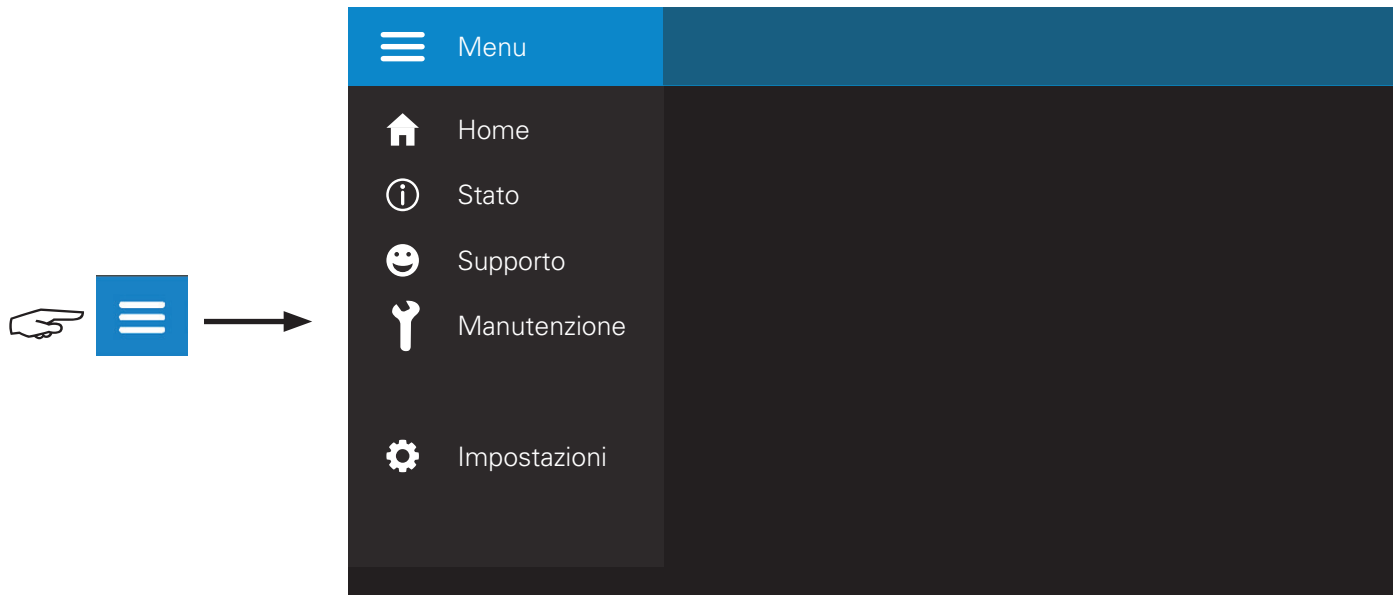 Menu
Home
Stato
Supporto
Manutenzione
Impostazioni